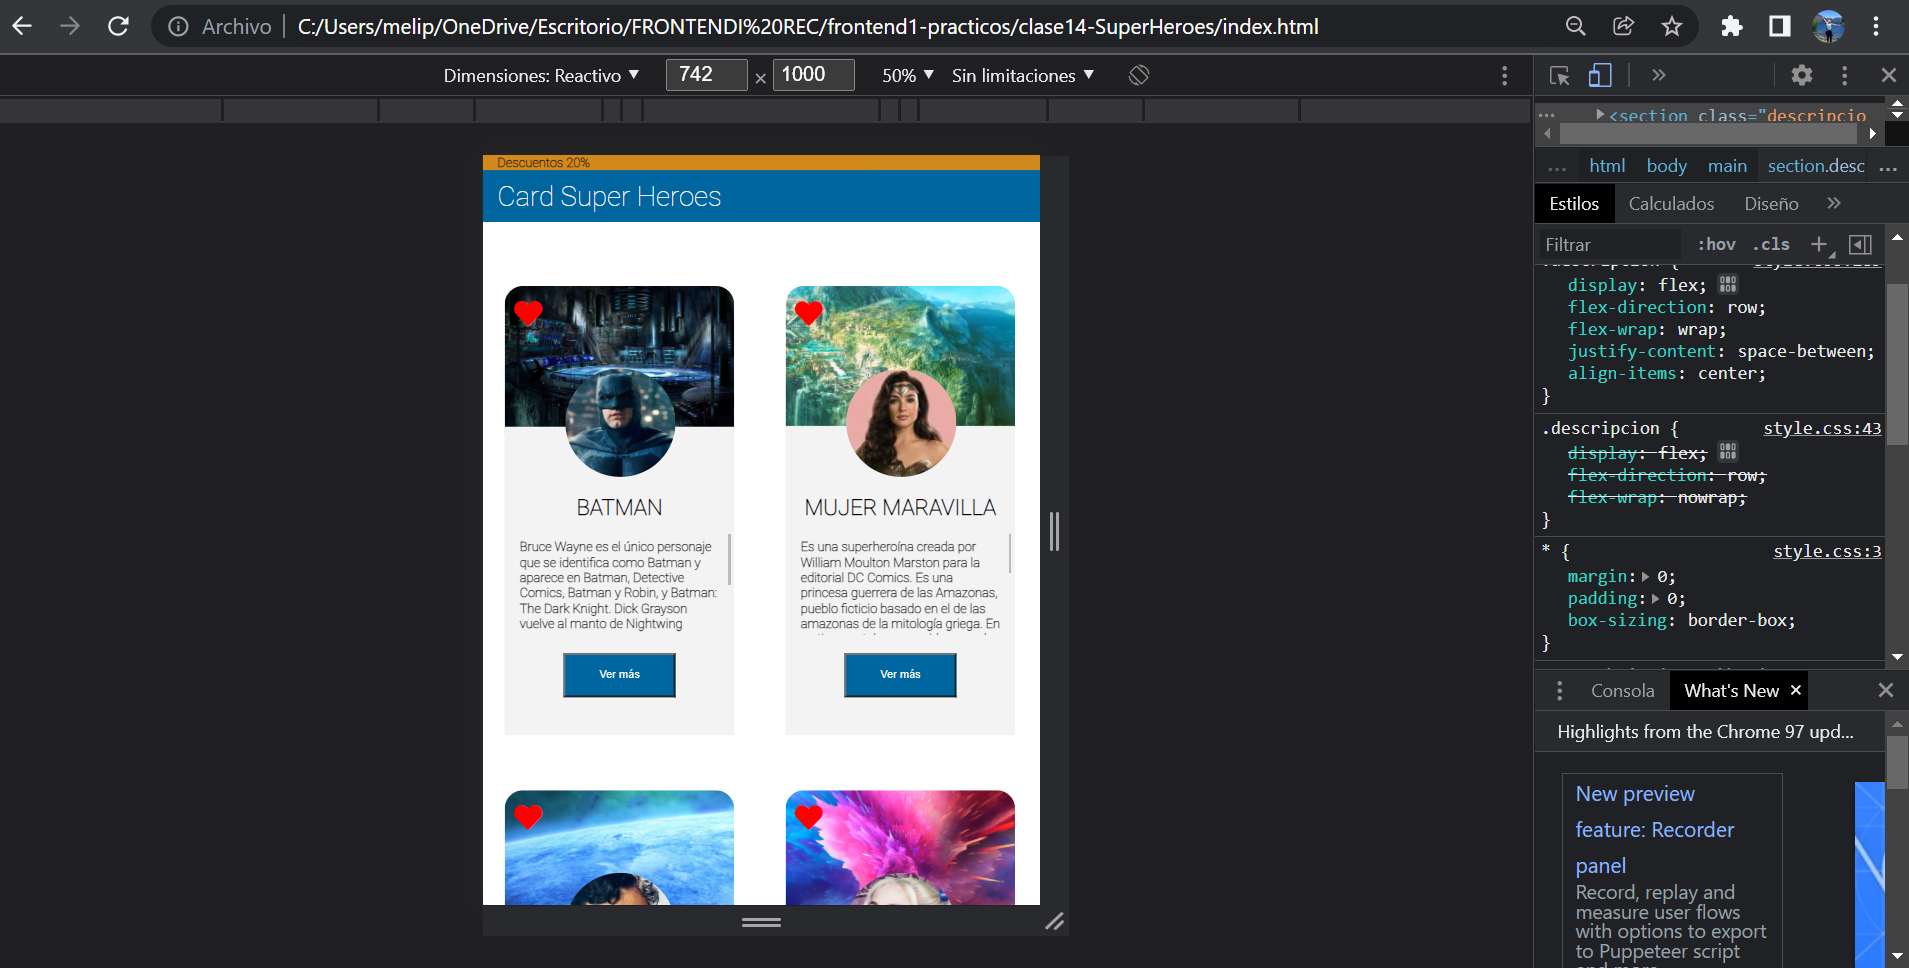 Archivo | C:/Users/melip/OneDrive/Escritorio/FRONTENDI%20REC/frontend1-practicos/clase14-SuperHeroes/index.html
Dimensiones: Reactivo ▼ 742 × 1000 50% ▼ Sin limitaciones ▼
<section class="descripcio
... html body main section.desc ...
Estilos Calculados Diseño »
Filtrar :hov .cls +
display: flex;
flex-direction: row;
flex-wrap: wrap;
justify-content: space-between;
align-items: center;
}
.descripcion { style.css:43
display: flex;
flex-direction: row;
flex-wrap: nowrap;
}
* { style.css:3
margin: 0;
padding: 0;
box-sizing: border-box;
}
Consola What's New ×
Highlights from the Chrome 97 upd...
New preview
feature: Recorder
panel
Record, replay and
measure user flows
with options to export
to Puppeteer script
Descuentos 20%
Card Super Heroes
BATMAN
Bruce Wayne es el único personaje
que se identifica como Batman y
aparece en Batman, Detective
Comics, Batman y Robin, y Batman:
The Dark Knight. Dick Grayson
vuelve al manto de Nightwing
Ver más
MUJER MARAVILLA
Es una superheroína creada por
William Moulton Marston para la
editorial DC Comics. Es una
princesa guerrera de las Amazonas,
pueblo ficticio basado en el de las
amazonas de la mitología griega. En
Ver más